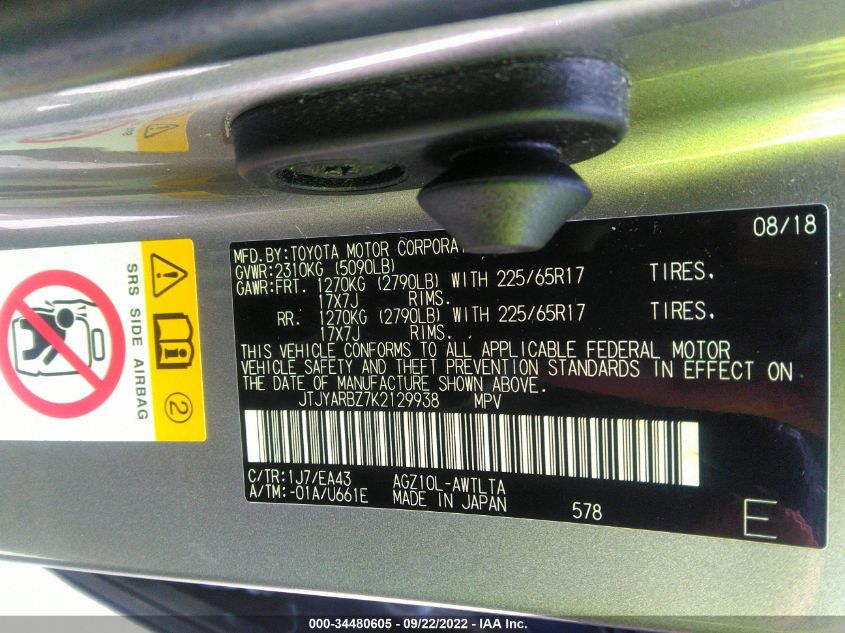 08/18
MFD.BY:TOYOTA MOTOR CORPORAT
GVWR:2310KG (5090LB)
GAWR:FRT. 1270KG (2790LB) WITH 225/65R17 TIRES.
17X7J RIMS.
RR. 1270KG (2790LB) WITH 225/65R17 TIRES.
17X7J RIMS.
THIS VEHICLE CONFORMS TO ALL APPLICABLE FEDERAL MOTOR
VEHICLE SAFETY AND THEFT PREVENTION STANDARDS IN EFFECT ON
THE DATE OF MANUFACTURE SHOWN ABOVE.
JTJYARBZ7K2129938 MPV
C/TR:1J7/EA43 AGZ10L-AWTLTA
A/TM:-01A/U661E MADE IN JAPAN
578 E
SRS SIDE AIRBAG
2
000-34480605 - 09/22/2022 - IAA Inc.